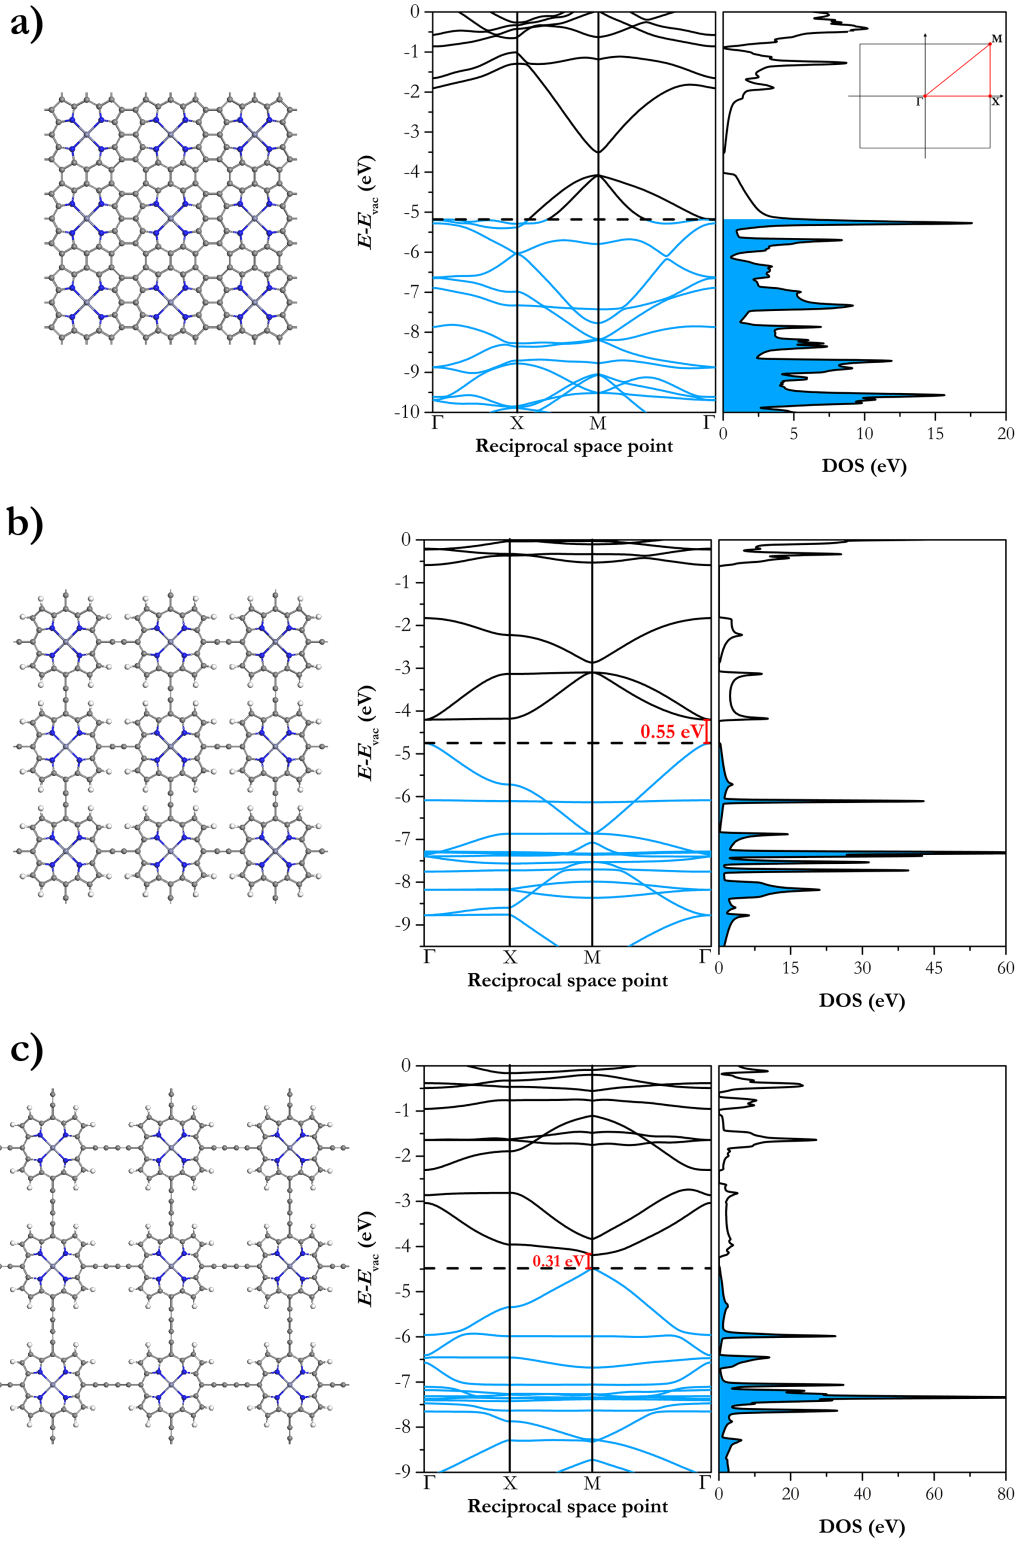 a)
0
-1
-2
-3
-4
-5
-6
-7
-8
-9
-10
E-Evac (eV)
Γ X M Γ
Reciprocal space point
M
Γ X
0 5 10 15 20
DOS (eV)
b)
0
-1
-2
-3
-4
-5
-6
-7
-8
-9
E-Evac (eV)
0.55 eV
Γ X M Γ
Reciprocal space point
0 15 30 45 60
DOS (eV)
c)
0
-1
-2
-3
-4
-5
-6
-7
-8
-9
E-Evac (eV)
0.31 eV
Γ X M Γ
Reciprocal space point
0 20 40 60 80
DOS (eV)